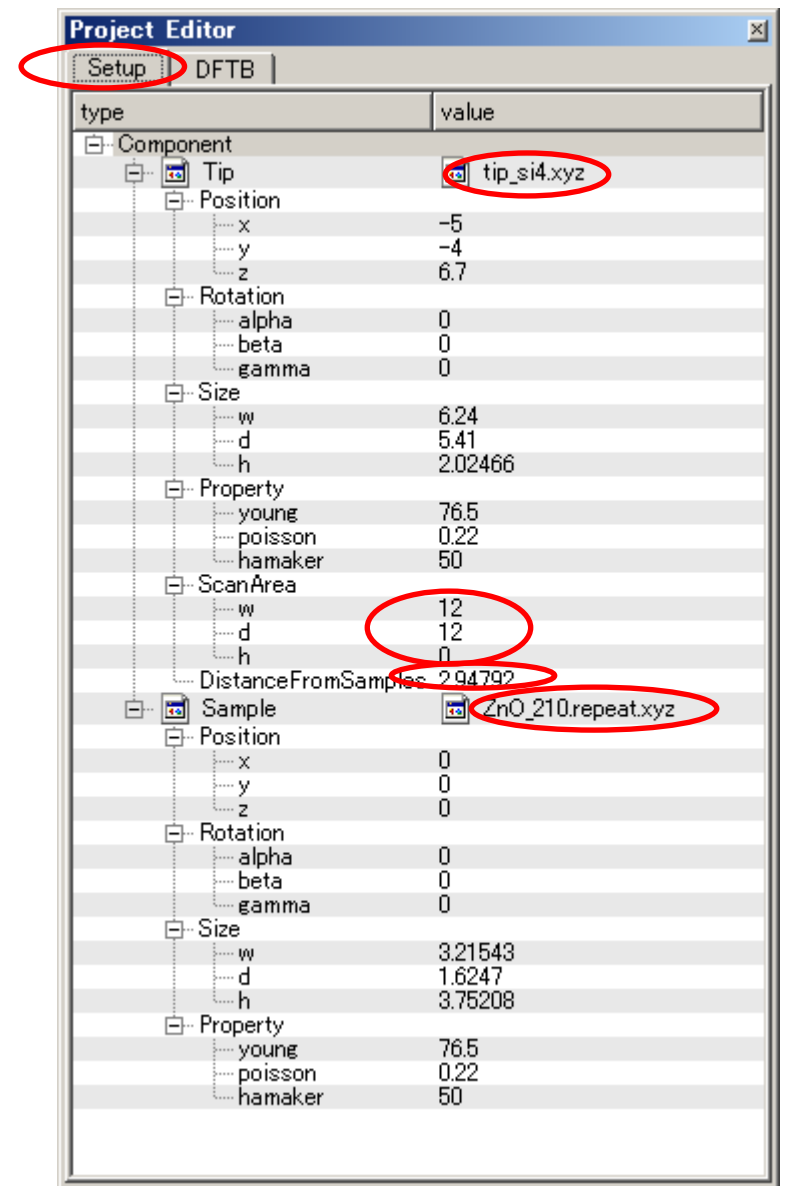 Project Editor
Setup DFTB
type value
Component
Tip tip_si4.xyz
Position
x -5
y -4
z 6.7
Rotation
alpha 0
beta 0
gamma 0
Size
w 6.24
d 5.41
h 2.02466
Property
young 76.5
poisson 0.22
hamaker 50
ScanArea
w 12
d 12
h 0
DistanceFromSamples 2.94792
Sample ZnO_210.repeat.xyz
Position
x 0
y 0
z 0
Rotation
alpha 0
beta 0
gamma 0
Size
w 3.21543
d 1.6247
h 3.75208
Property
young 76.5
poisson 0.22
hamaker 50